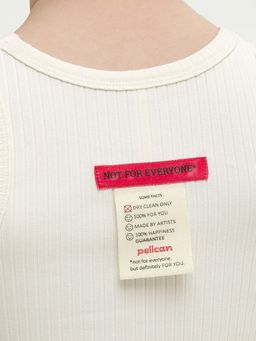 NOT FOR EVERYONE*
SOME FACTS:
DRY CLEAN ONLY
100% FOR YOU
MADE BY ARTISTS
100% HAPPINESS
GUARANTEE
pelican
*not for everyone,
but definitely FOR YOU.